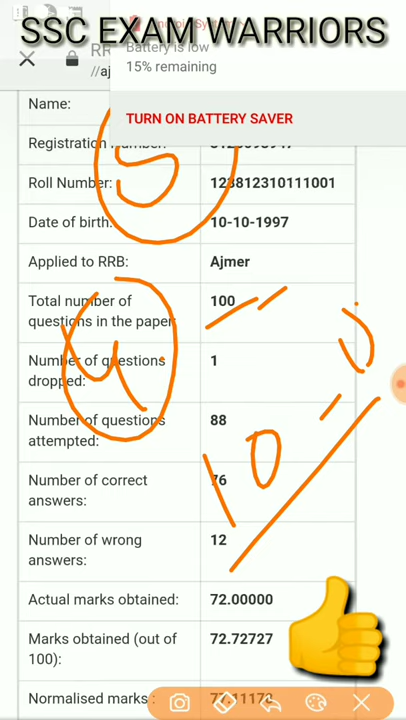 SSC EXAM WARRIORS
Battery is low
15% remaining
TURN ON BATTERY SAVER
Name:
Registration number:
Roll Number: 123812310111001
Date of birth: 10-10-1997
Applied to RRB: Ajmer
Total number of 100
questions in the paper
Number of questions 1
dropped:
Number of questions 88
attempted:
Number of correct 76
answers:
Number of wrong 12
answers:
Actual marks obtained: 72.00000
Marks obtained (out of 72.72727
100):
Normalised marks :